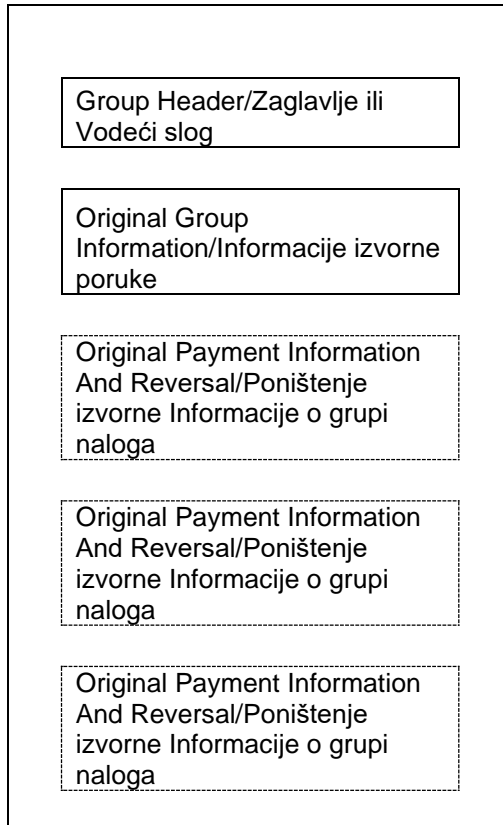 Group Header/Zaglavlje ili
Vodeći slog
Original Group
Information/Informacije izvorne
poruke
Original Payment Information
And Reversal/Poništenje
izvorne Informacije o grupi
naloga
Original Payment Information
And Reversal/Poništenje
izvorne Informacije o grupi
naloga
Original Payment Information
And Reversal/Poništenje
izvorne Informacije o grupi
naloga